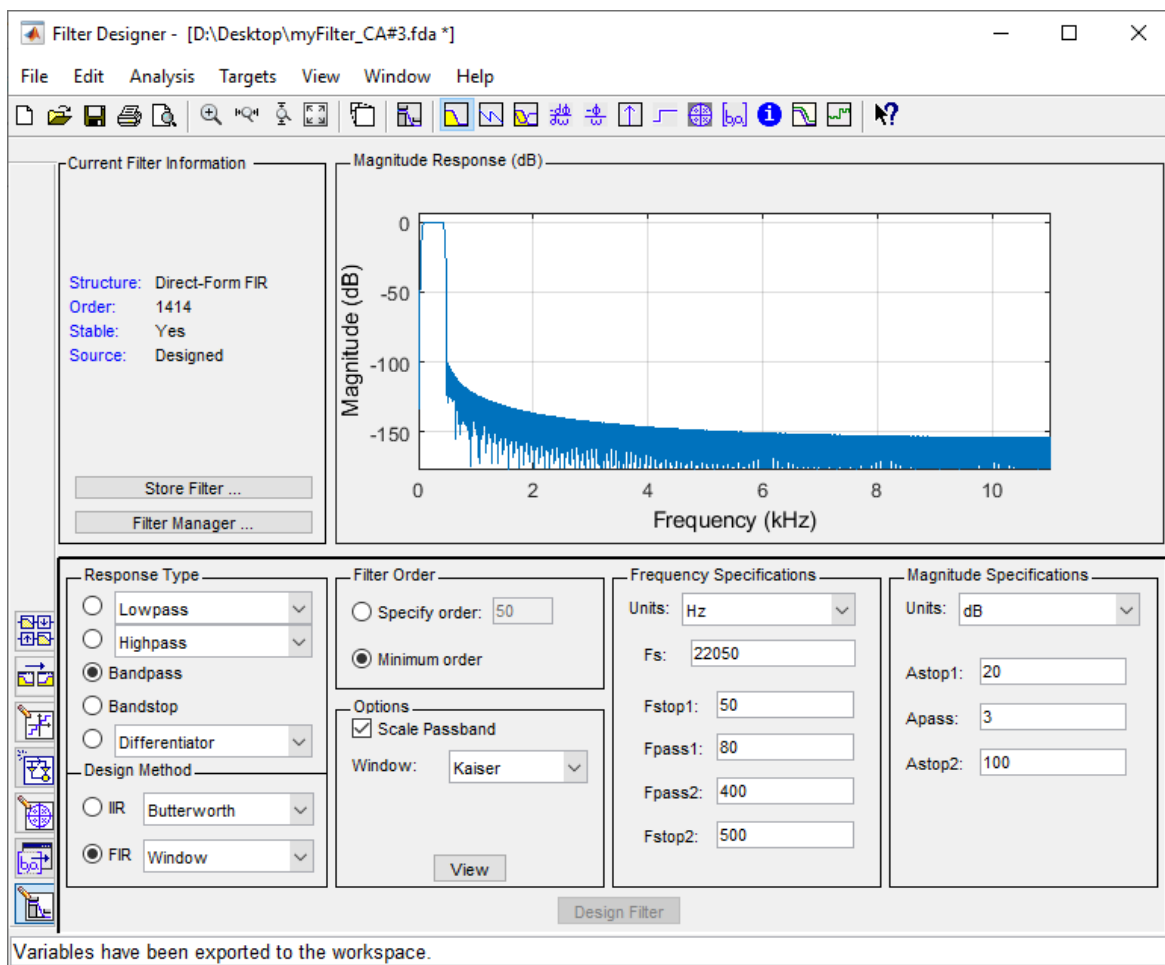 Filter Designer - [D:\Desktop\myFilter_CA#3.fda *]
File Edit Analysis Targets View Window Help
Current Filter Information
Structure: Direct-Form FIR
Order: 1414
Stable: Yes
Source: Designed
Store Filter ...
Filter Manager ...
Magnitude Response (dB)
Magnitude (dB)
0
-50
-100
-150
0 2 4 6 8 10
Frequency (kHz)
Response Type
Lowpass
Highpass
Bandpass
Bandstop
Differentiator
Design Method
IIR Butterworth
FIR Window
Filter Order
Specify order: 50
Minimum order
Options
Scale Passband
Window: Kaiser
View
Frequency Specifications
Units: Hz
Fs: 22050
Fstop1: 50
Fpass1: 80
Fpass2: 400
Fstop2: 500
Magnitude Specifications
Units: dB
Astop1: 20
Apass: 3
Astop2: 100
Design Filter
Variables have been exported to the workspace.